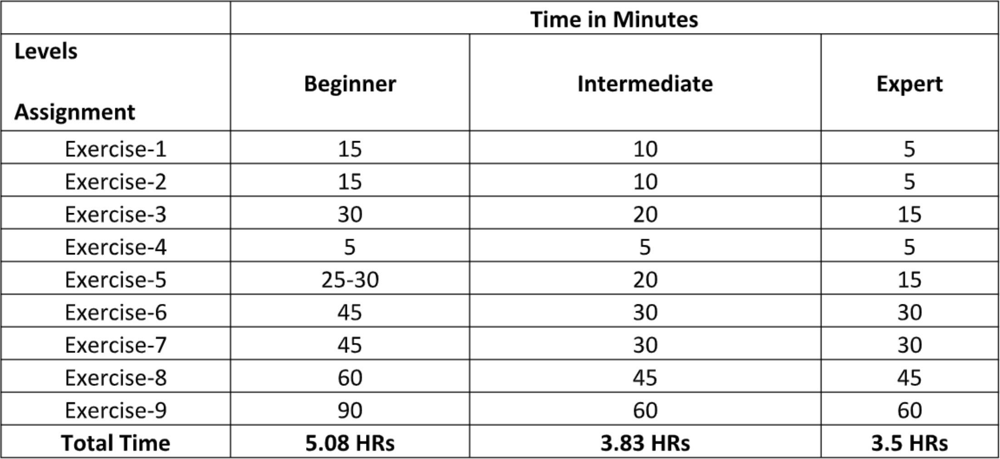 Time in Minutes
Levels
Assignment
Beginner Intermediate Expert
Exercise-1 15 10 5
Exercise-2 15 10 5
Exercise-3 30 20 15
Exercise-4 5 5 5
Exercise-5 25-30 20 15
Exercise-6 45 30 30
Exercise-7 45 30 30
Exercise-8 60 45 45
Exercise-9 90 60 60
Total Time 5.08 HRs 3.83 HRs 3.5 HRs